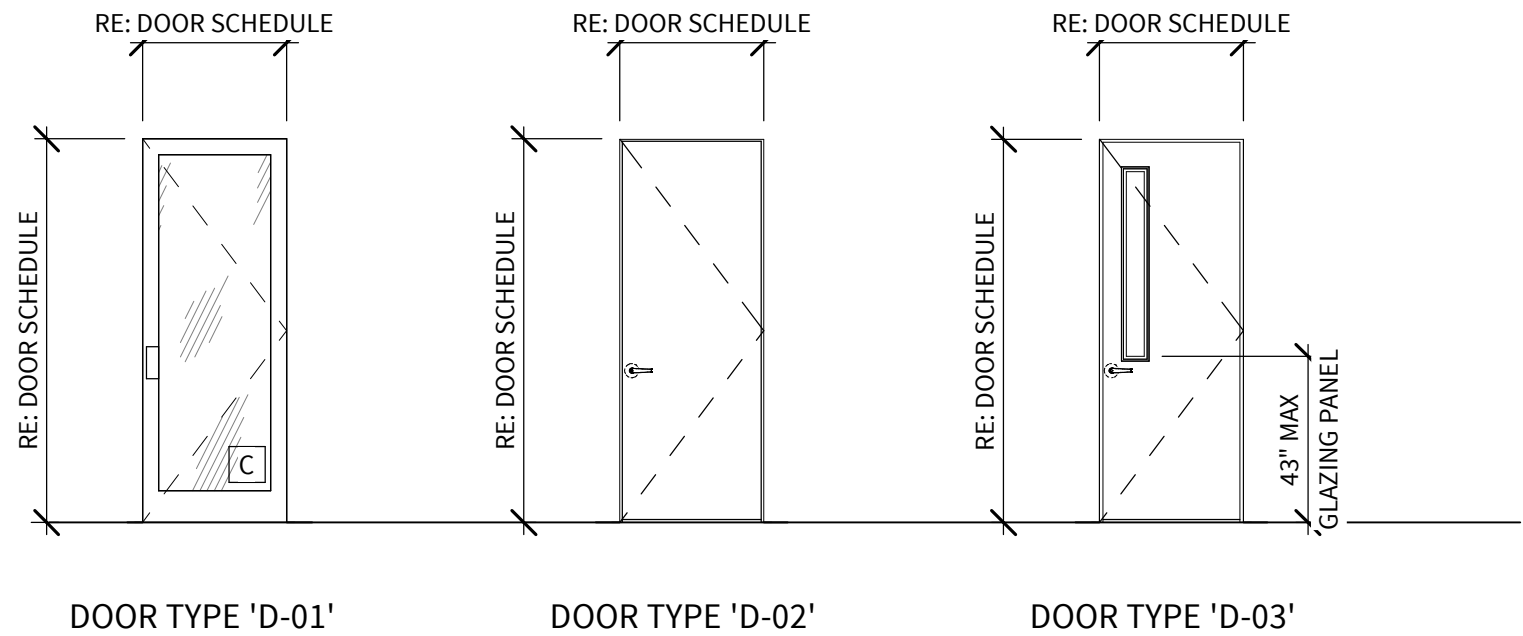 RE: DOOR SCHEDULE
RE: DOOR SCHEDULE
RE: DOOR SCHEDULE
RE: DOOR SCHEDULE
C
RE: DOOR SCHEDULE
RE: DOOR SCHEDULE
43" MAX
GLAZING PANEL
DOOR TYPE 'D-01'
DOOR TYPE 'D-02'
DOOR TYPE 'D-03'